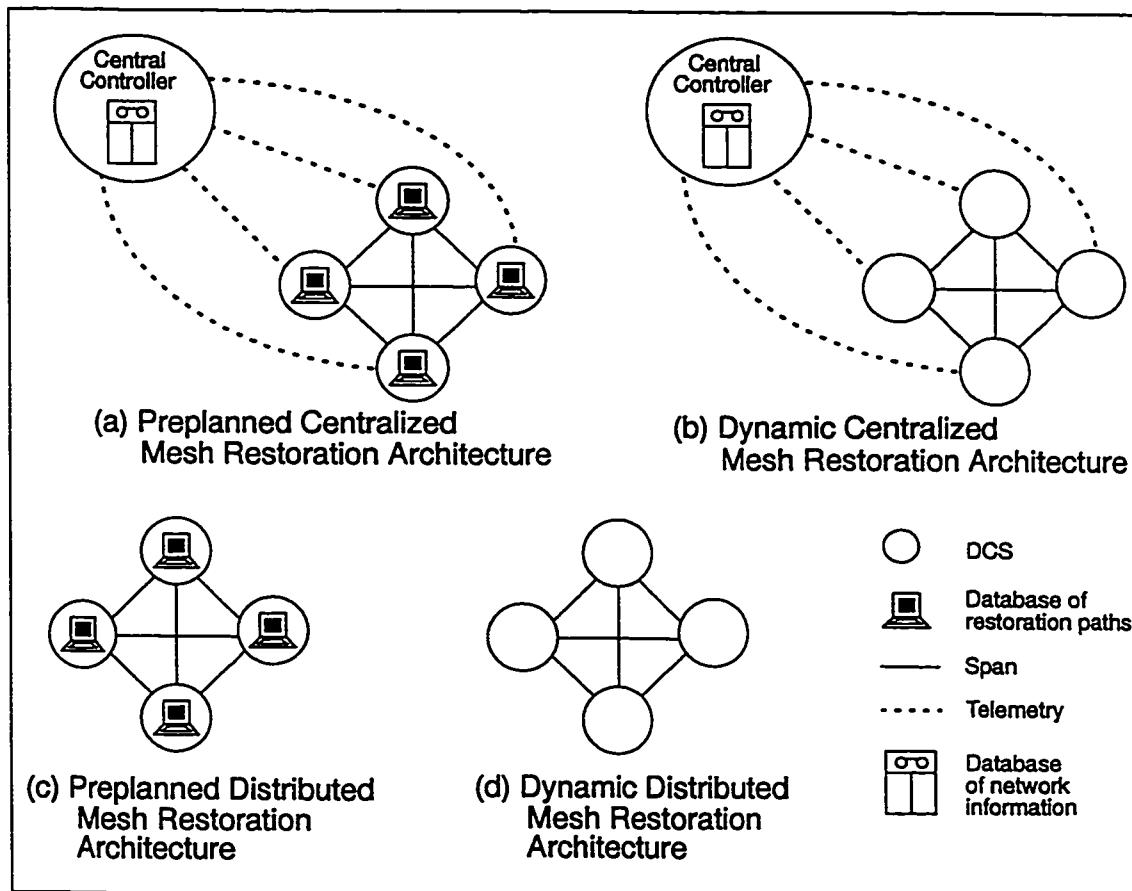 Central
Controller
Central
Controller
(a) Preplanned Centralized
Mesh Restoration Architecture
(b) Dynamic Centralized
Mesh Restoration Architecture
(c) Preplanned Distributed
Mesh Restoration
Architecture
(d) Dynamic Distributed
Mesh Restoration
Architecture
DCS
Database of
restoration paths
Span
Telemetry
Database
of network
information